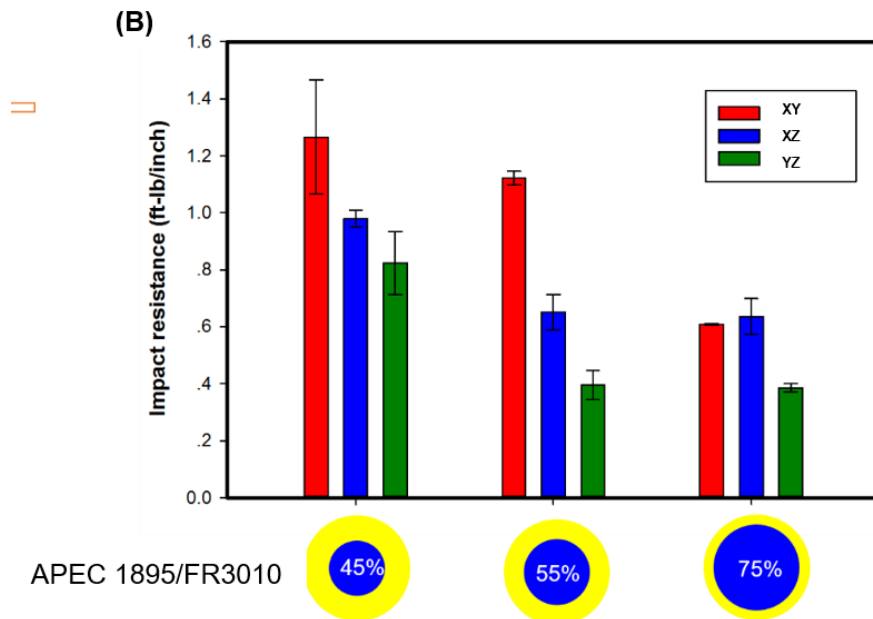 (B)
1.6
1.4
1.2
1.0
.8
.6
.4
.2
0.0
Impact resistance (ft-lb/inch)
XY
XZ
YZ
APEC 1895/FR3010
45%
55%
75%